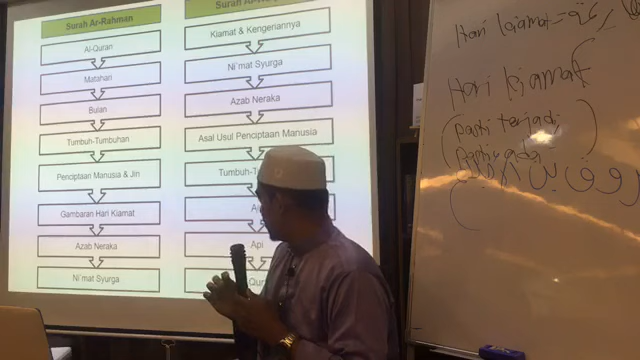 Surah Ar-Rahman
Al-Quran
Matahari
Bulan
Tumbuh-Tumbuhan
Penciptaan Manusia & Jin
Gambaran Hari Kiamat
Azab Neraka
Ni'mat Syurga
Surah
Kiamat & Kengeriannya
Ni'mat Syurga
Azab Neraka
Asal Usul Penciptaan Manusia
Api
Hari kiamat =
Hari kiamat
pasti terjadi